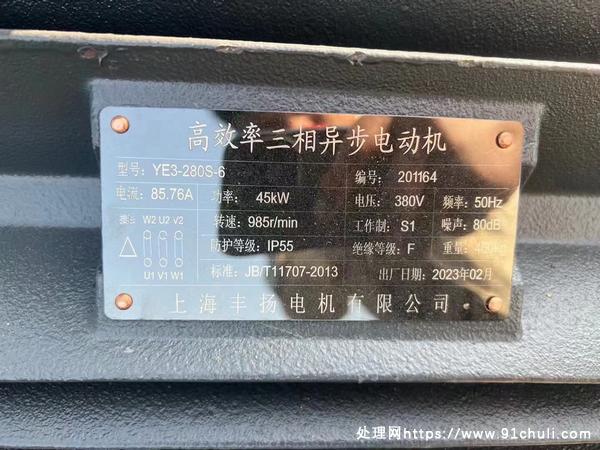 高效率三相异步电动机
型号: YE3-280S-6 编号: 201164
电流: 85.76A 功率: 45kW 电压: 380V 频率: 50Hz
接法 W2 U2 V2 转速: 985r/min 工作制: S1 噪声: 80dB
△ 防护等级: IP55 绝缘等级: F 重量:
U1 V1 W1 标准: JB/T11707-2013 出厂日期: 2023年02月
上海丰扬电机有限公司
处理网https://www.91chuli.com